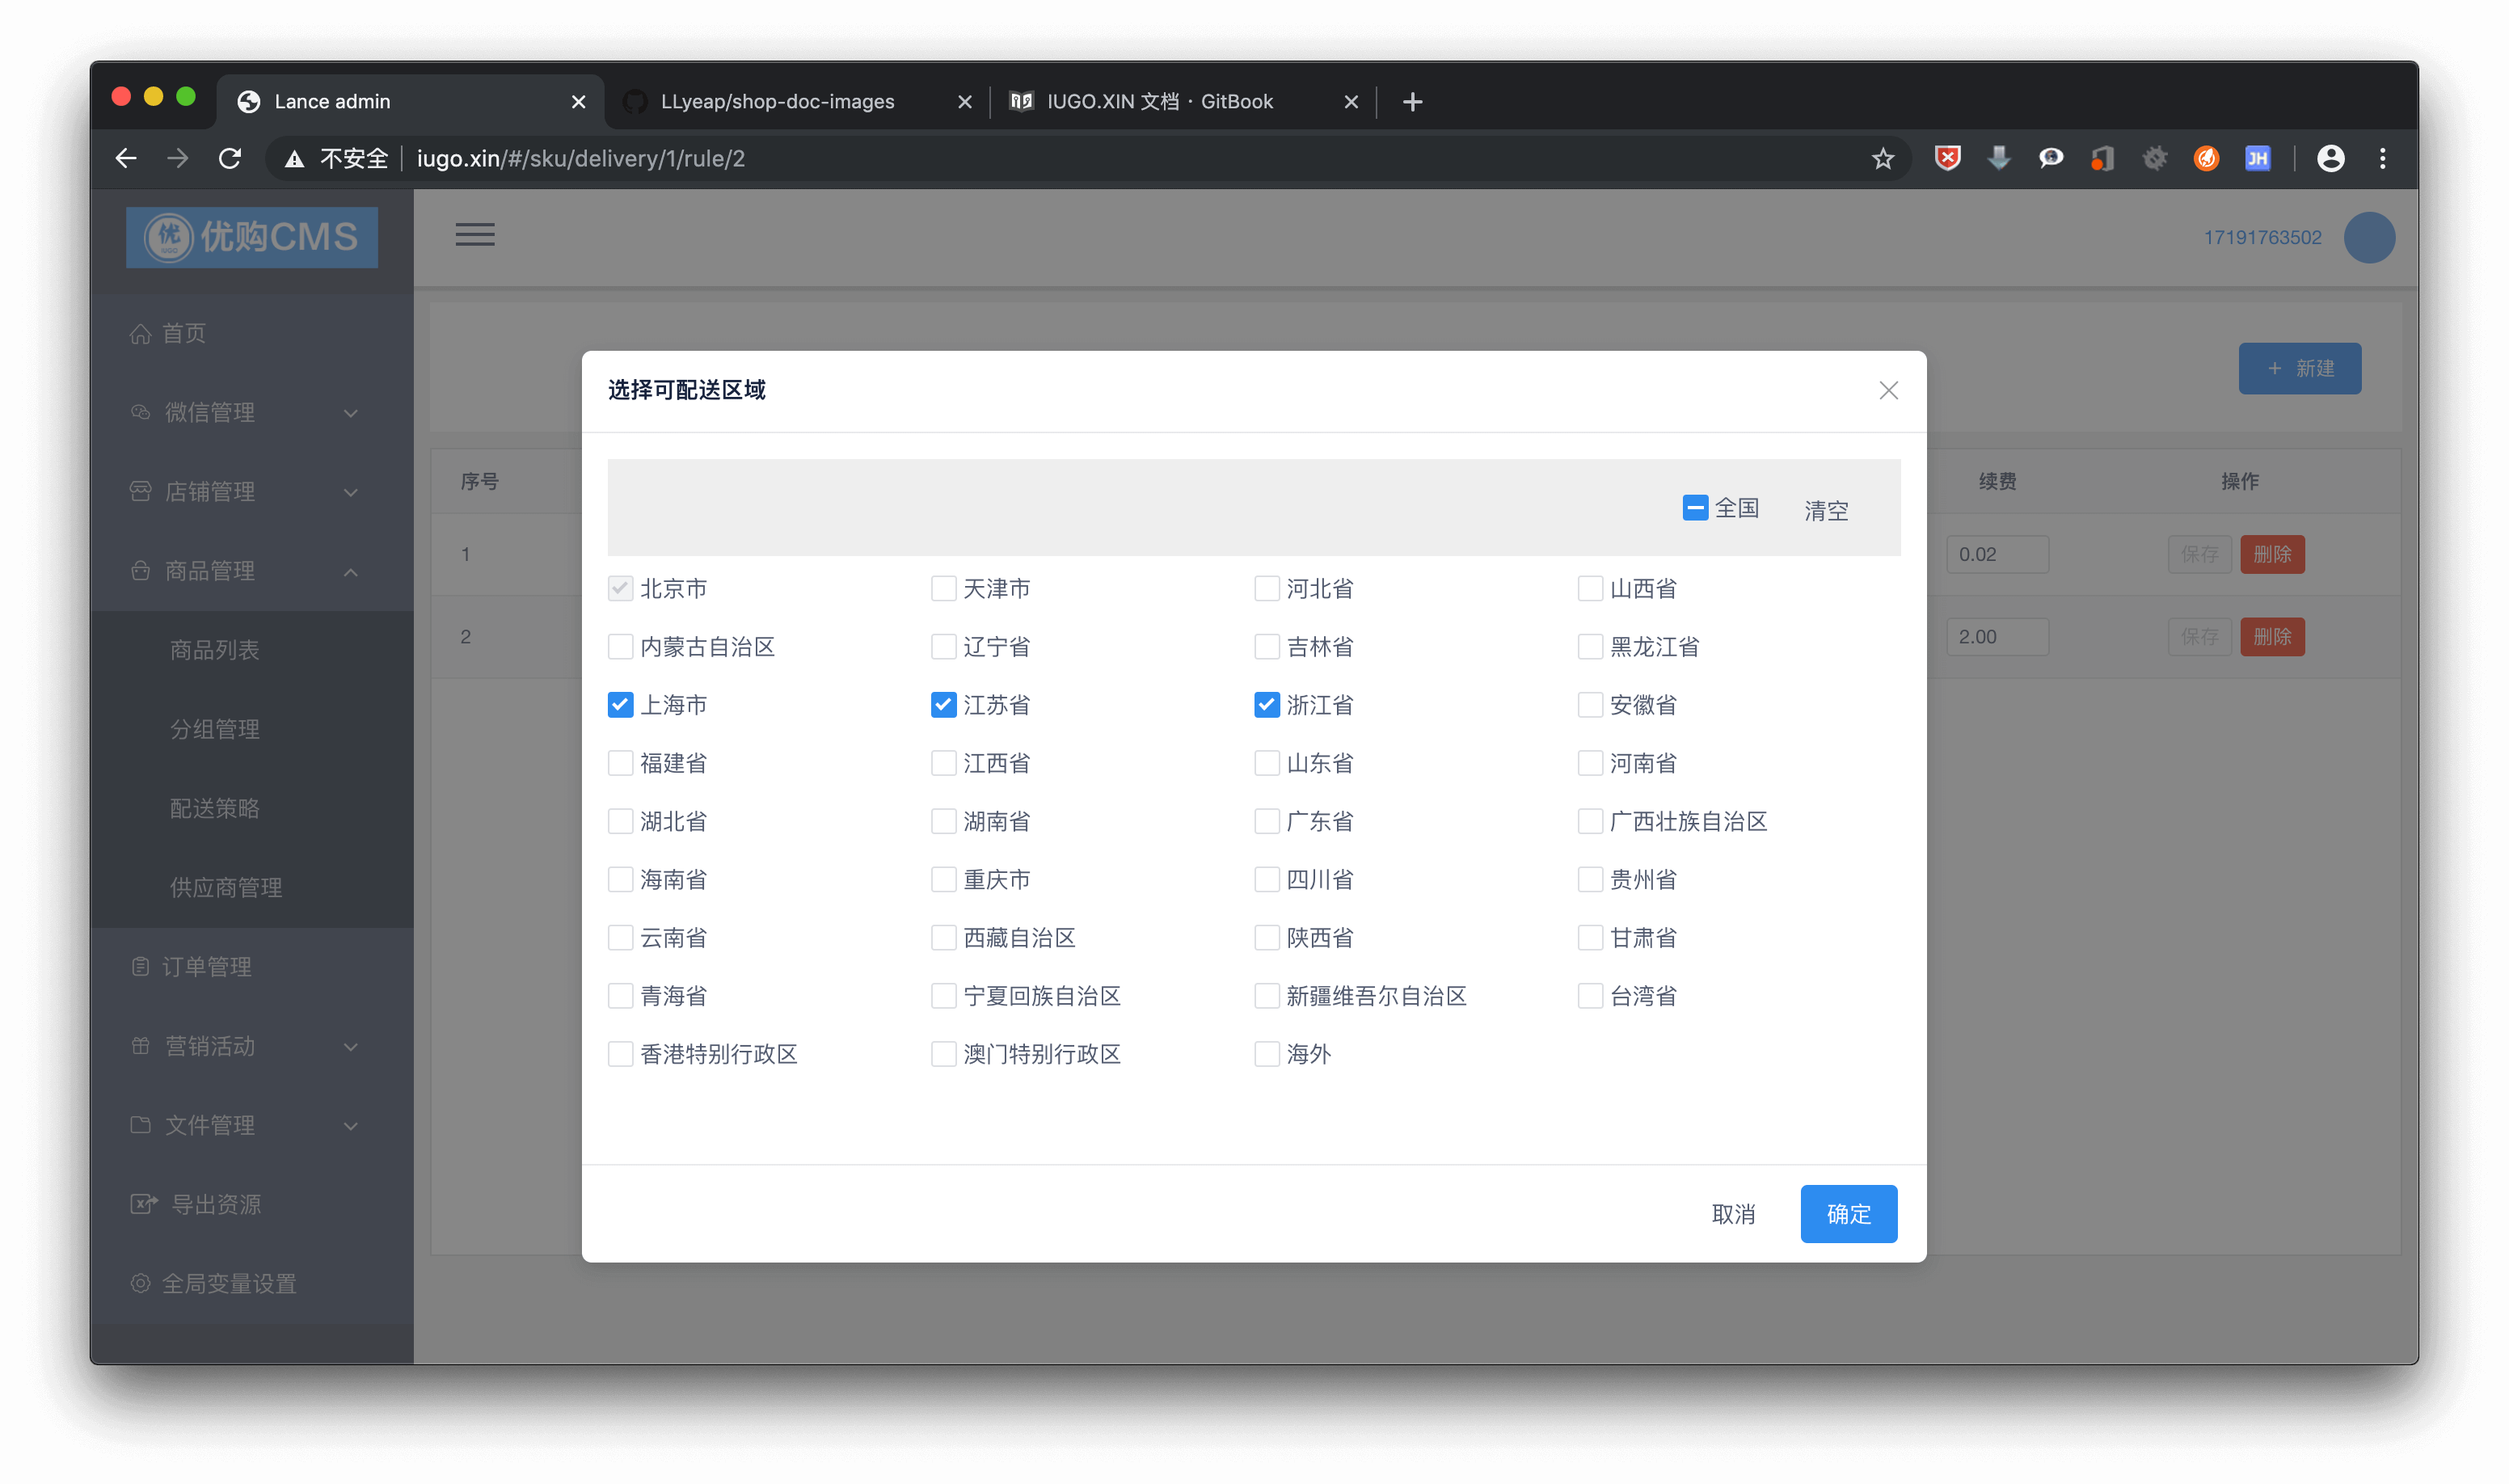 Lance admin
LLyeap/shop-doc-images
IUGO.XIN 文档 · GitBook
不安全 iugo.xin/#/sku/delivery/1/rule/2
JH
优购CMS
17191763502
首页
微信管理
店铺管理
商品管理
商品列表
分组管理
配送策略
供应商管理
订单管理
营销活动
文件管理
导出资源
全局变量设置
+ 新建
序号 续费 操作
1 0.02 保存 删除
2 2.00 保存 删除
选择可配送区域
全国 清空
北京市 天津市 河北省 山西省
内蒙古自治区 辽宁省 吉林省 黑龙江省
上海市 江苏省 浙江省 安徽省
福建省 江西省 山东省 河南省
湖北省 湖南省 广东省 广西壮族自治区
海南省 重庆市 四川省 贵州省
云南省 西藏自治区 陕西省 甘肃省
青海省 宁夏回族自治区 新疆维吾尔自治区 台湾省
香港特别行政区 澳门特别行政区 海外
取消 确定